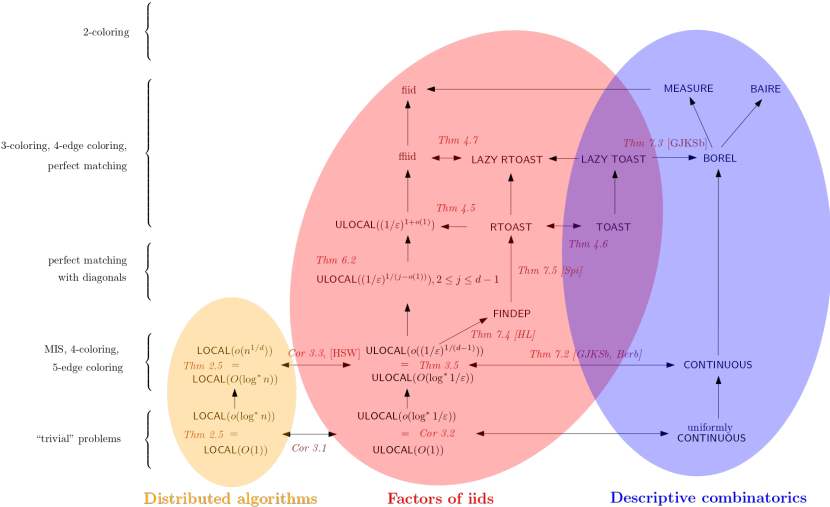 2-coloring
fiid
MEASURE
BAIRE
3-coloring, 4-edge coloring,
perfect matching
Thm 4.7
Thm 7.3 [GJKSb]
ffiid
LAZY RTOAST
LAZY TOAST
BOREL
Thm 4.5
ULOCAL((1/ε)^{1+o(1)})
RTOAST
TOAST
Thm 4.6
perfect matching
with diagonals
Thm 6.2
Thm 7.5 [Spi]
ULOCAL((1/ε)^{1/(j−o(1))}), 2 ≤ j ≤ d − 1
FINDEP
Thm 7.4 [HL]
MIS, 4-coloring,
5-edge coloring
LOCAL(o(n^{1/d}))
Cor 3.3, [HSW]
ULOCAL(o((1/ε)^{1/(d−1)}))
Thm 7.2 [GJKSb, Berb]
Thm 2.5 =
= Thm 3.5
CONTINUOUS
LOCAL(O(log* n))
ULOCAL(O(log* 1/ε))
"trivial" problems
LOCAL(o(log* n))
ULOCAL(o(log* 1/ε))
uniformly
CONTINUOUS
Thm 2.5 =
= Cor 3.2
LOCAL(O(1))
Cor 3.1
ULOCAL(O(1))
Distributed algorithms
Factors of iids
Descriptive combinatorics